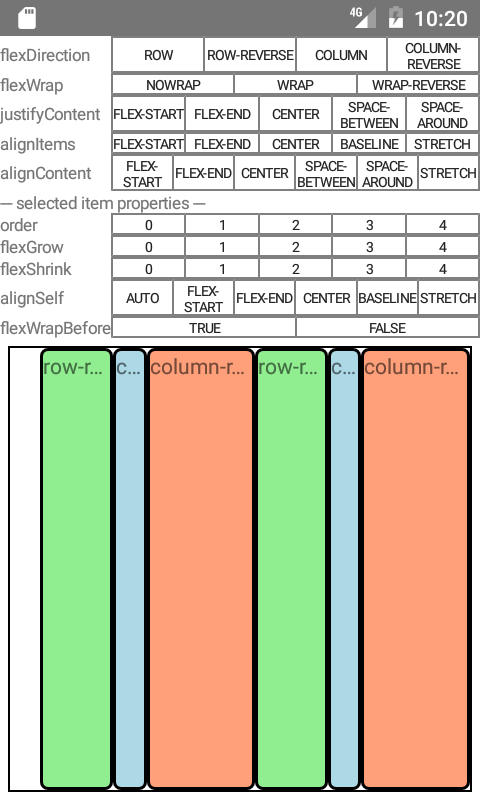 4G 10:20
flexDirection ROW ROW-REVERSE COLUMN COLUMN-
REVERSE
flexWrap NOWRAP WRAP WRAP-REVERSE
justifyContent FLEX-START FLEX-END CENTER SPACE-
BETWEEN SPACE-
AROUND
alignItems FLEX-START FLEX-END CENTER BASELINE STRETCH
alignContent FLEX-
START FLEX-END CENTER SPACE-
BETWEEN SPACE-
AROUND STRETCH
— selected item properties —
order 0 1 2 3 4
flexGrow 0 1 2 3 4
flexShrink 0 1 2 3 4
alignSelf AUTO FLEX-
START FLEX-END CENTER BASELINE STRETCH
flexWrapBefore TRUE FALSE
row-r... c... column-r... row-r... c... column-r...